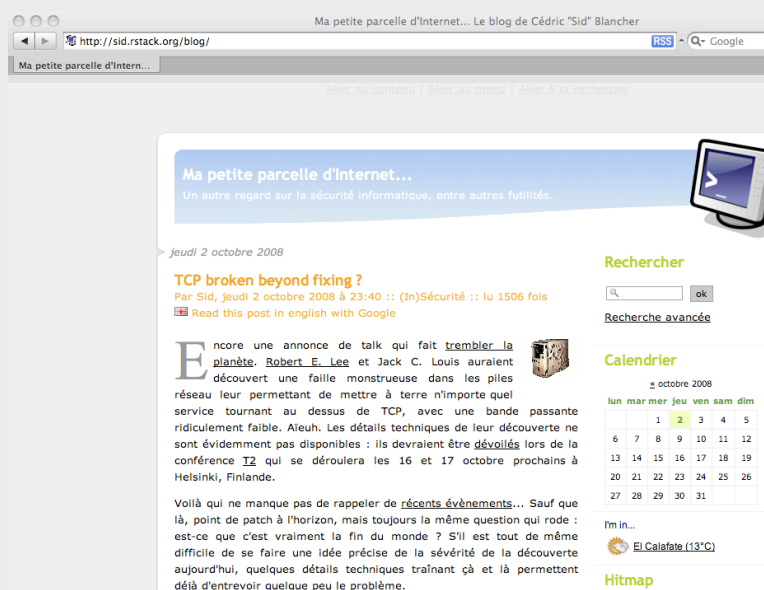 Ma petite parcelle d'Internet... Le blog de Cédric "Sid" Blancher
http://sid.rstack.org/blog/
RSS
Google
Ma petite parcelle d'Intern...
Aller au contenu | Aller au menu | Aller à la recherche
Ma petite parcelle d'Internet...
Un autre regard sur la sécurité informatique, entre autres futilités.
jeudi 2 octobre 2008
TCP broken beyond fixing ?
Par Sid, jeudi 2 octobre 2008 à 23:40 :: (In)Sécurité :: lu 1506 fois
Read this post in english with Google
Encore une annonce de talk qui fait trembler la
planète. Robert E. Lee et Jack C. Louis auraient
découvert une faille monstrueuse dans les piles
réseau leur permettant de mettre à terre n'importe quel
service tournant au dessus de TCP, avec une bande passante
ridiculement faible. Aïeuh. Les détails techniques de leur découverte ne
sont évidemment pas disponibles : ils devraient être dévoilés lors de la
conférence T2 qui se déroulera les 16 et 17 octobre prochains à
Helsinki, Finlande.
Voilà qui ne manque pas de rappeler de récents évènements... Sauf que
là, point de patch à l'horizon, mais toujours la même question qui rode :
est-ce que c'est vraiment la fin du monde ? S'il est tout de même
difficile de se faire une idée précise de la sévérité de la découverte
aujourd'hui, quelques détails techniques traînant çà et là permettent
déjà d'entrevoir quelque peu le problème.
Rechercher
ok
Recherche avancée
Calendrier
« octobre 2008
lun mar mer jeu ven sam dim
1 2 3 4 5
6 7 8 9 10 11 12
13 14 15 16 17 18 19
20 21 22 23 24 25 26
27 28 29 30 31
I'm in...
El Calafate (13°C)
Hitmap